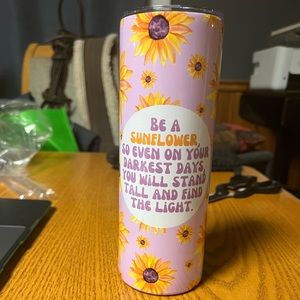 BE A
SUNFLOWER,
SO EVEN ON YOUR
DARKEST DAYS,
YOU WILL STAND
TALL AND FIND
THE LIGHT.